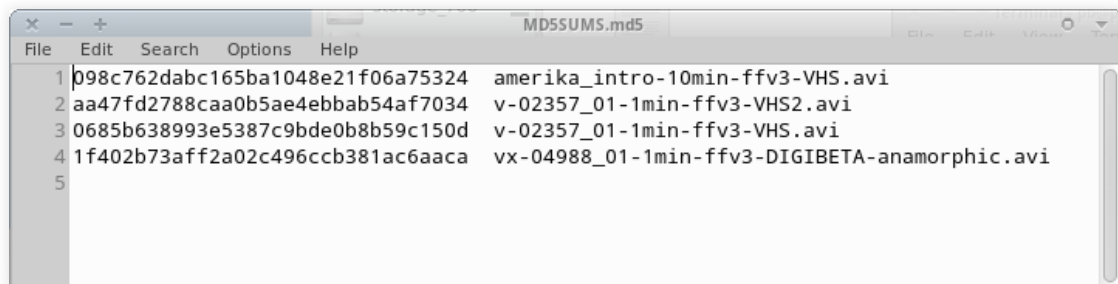 MD5SUMS.md5
File Edit Search Options Help
1 098c762dabc165ba1048e21f06a75324  amerika_intro-10min-ffv3-VHS.avi
2 aa47fd2788caa0b5ae4ebbab54af7034  v-02357_01-1min-ffv3-VHS2.avi
3 0685b638993e5387c9bde0b8b59c150d  v-02357_01-1min-ffv3-VHS.avi
4 1f402b73aff2a02c496ccb381ac6aaca  vx-04988_01-1min-ffv3-DIGIBETA-anamorphic.avi
5